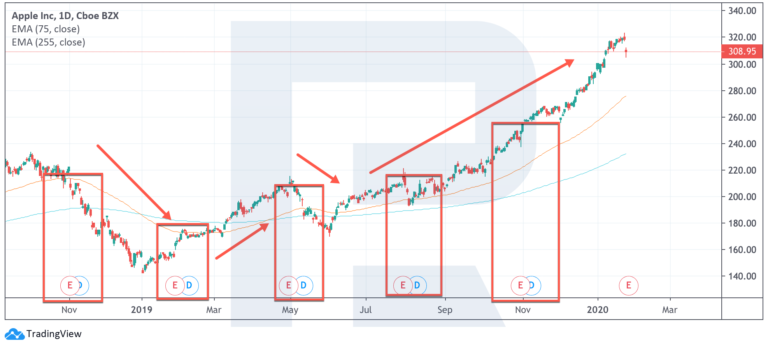 Apple Inc, 1D, Cboe BZX
EMA (75, close)
EMA (255, close)
340.00
320.00
308.95
300.00
280.00
260.00
240.00
220.00
200.00
180.00
160.00
140.00
E D E D E D E D E D E
Nov 2019 Mar May Jul Sep Nov 2020 Mar
TradingView